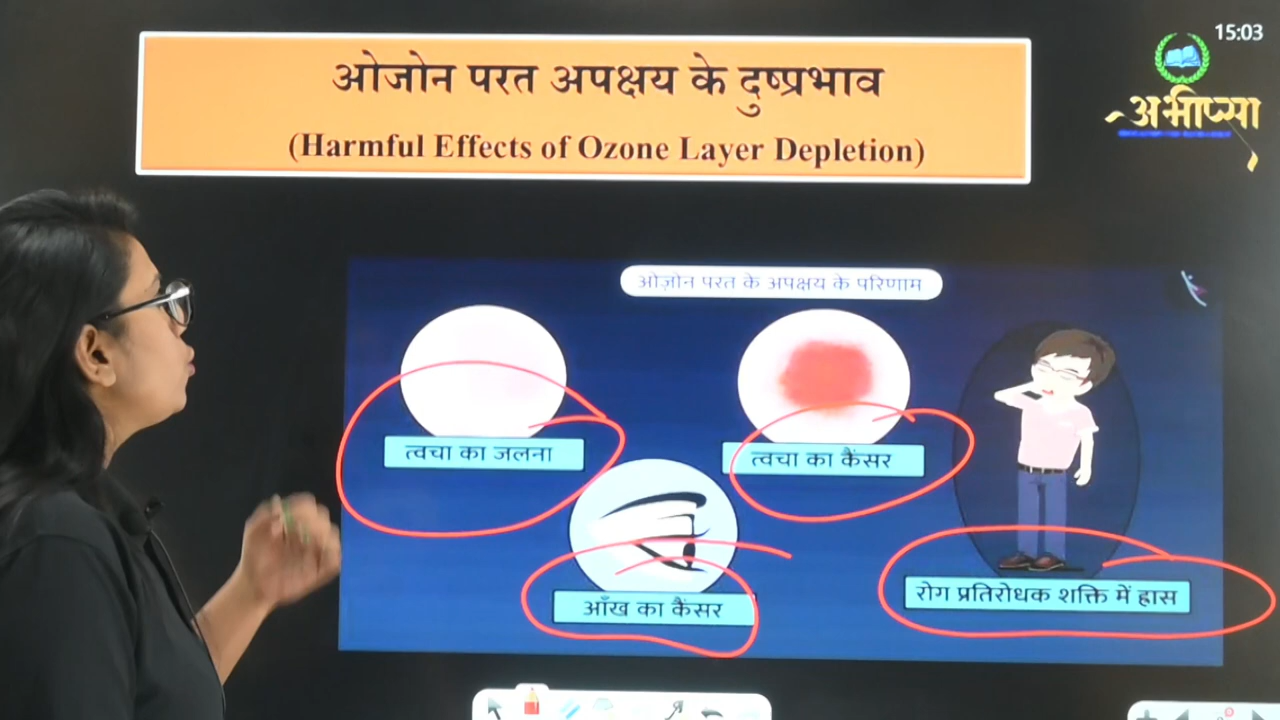 15:03
ओजोन परत अपक्षय के दुष्प्रभाव
(Harmful Effects of Ozone Layer Depletion)
अभीप्सा
ओज़ोन परत के अपक्षय के परिणाम
त्वचा का जलना
त्वचा का कैंसर
आँख का कैंसर
रोग प्रतिरोधक शक्ति में ह्रास